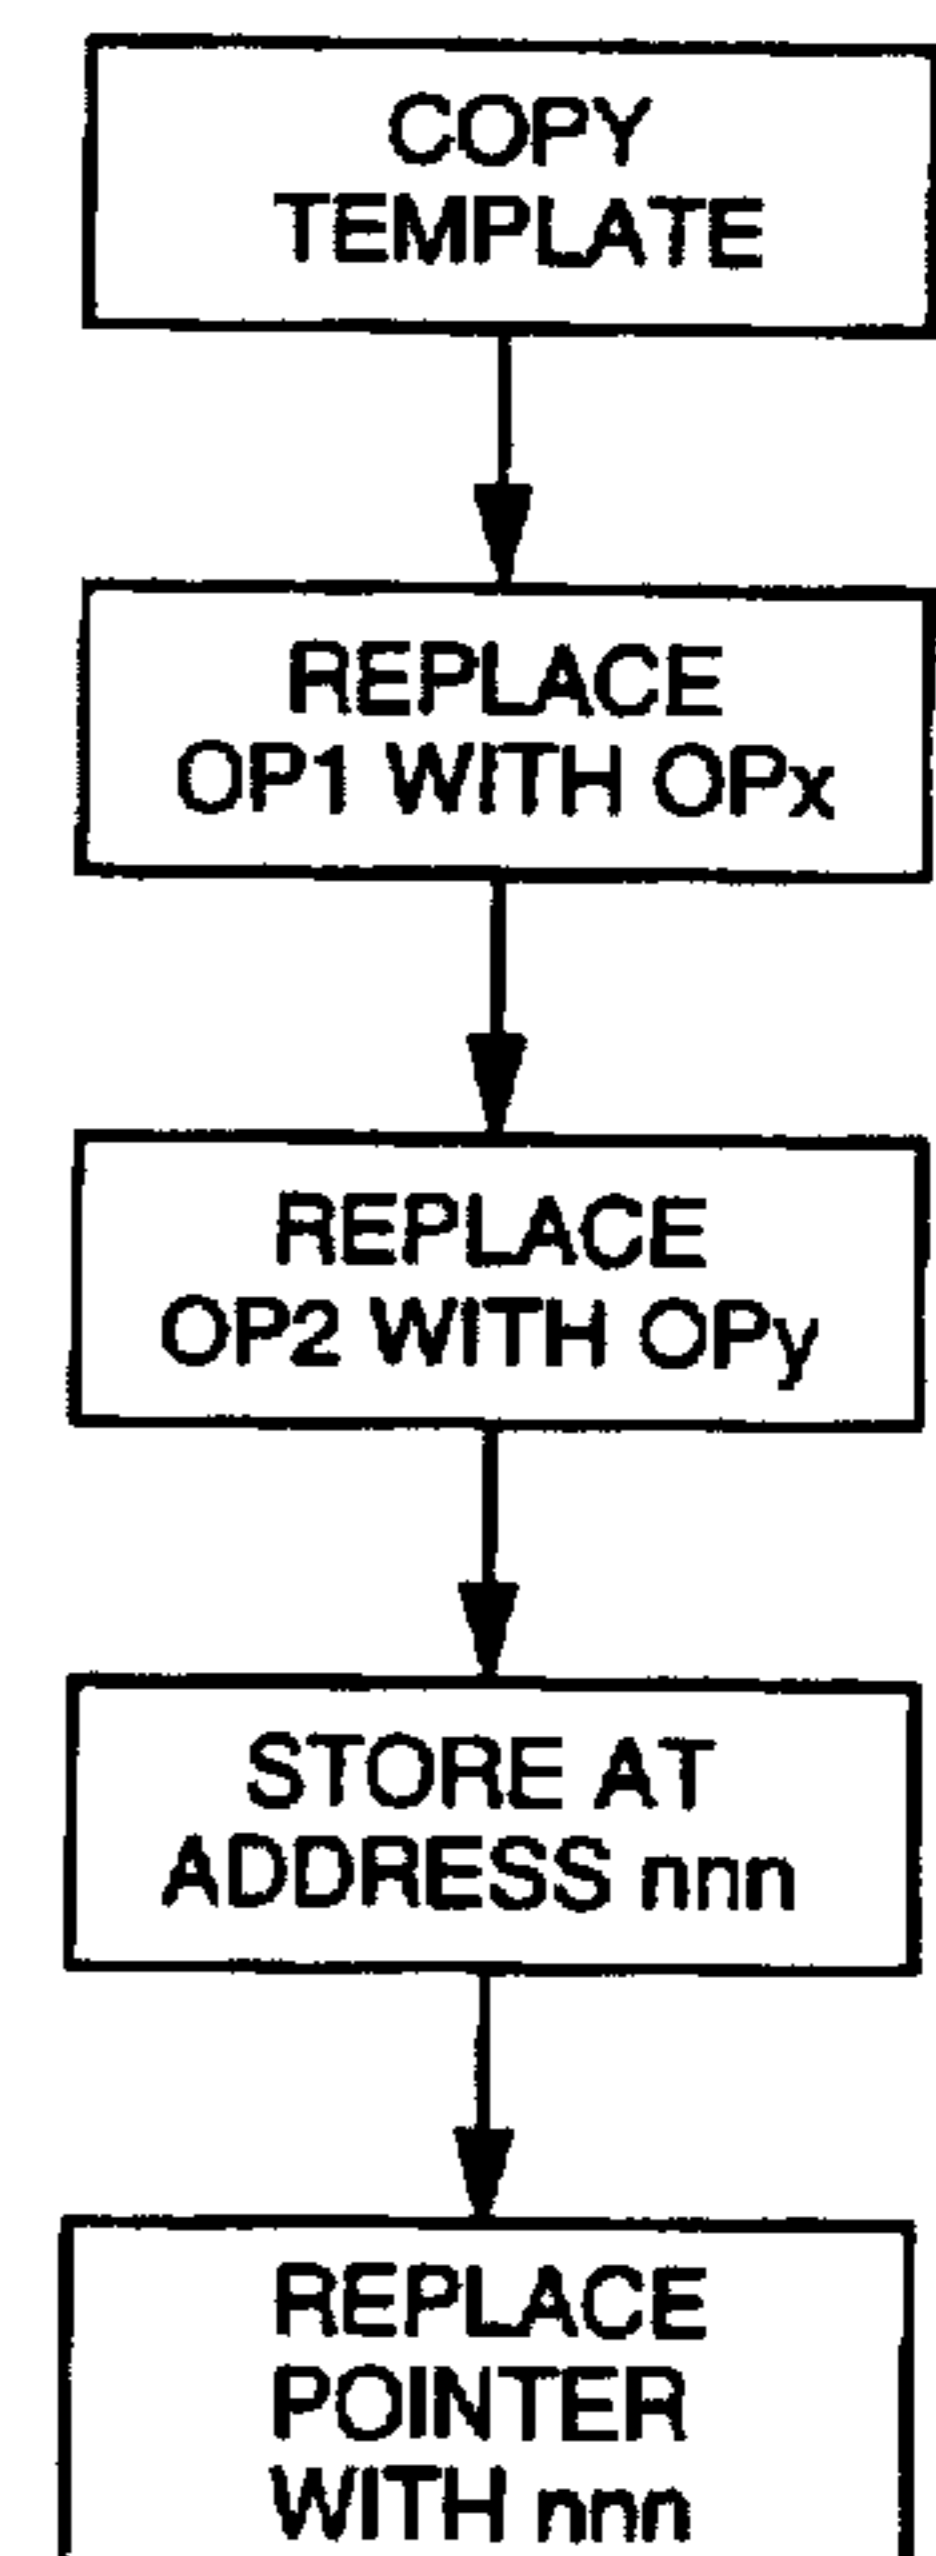 COPY
TEMPLATE
REPLACE
OP1 WITH OPx
REPLACE
OP2 WITH OPy
STORE AT
ADDRESS nnn
REPLACE
POINTER
WITH nnn